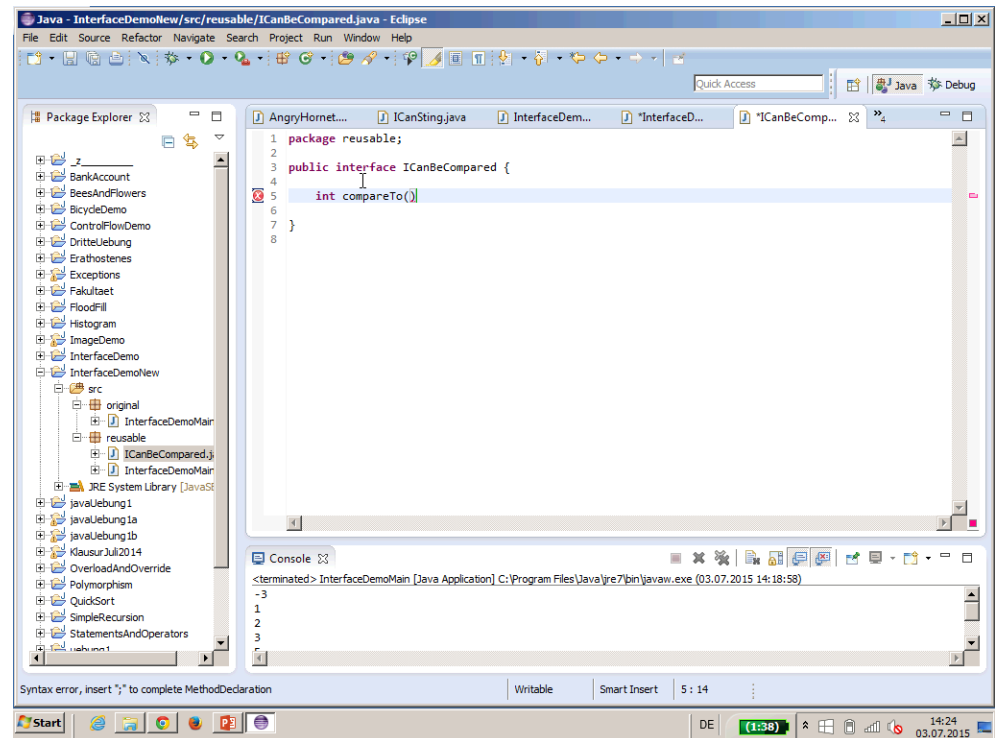 Java - InterfaceDemoNew/src/reusable/ICanBeCompared.java - Eclipse
File Edit Source Refactor Navigate Search Project Run Window Help
Quick Access
Java
Debug
Package Explorer
_z_________
BankAccount
BeesAndFlowers
BicycleDemo
ControlFlowDemo
DritteUebung
Erathostenes
Exceptions
Fakultaet
FloodFill
Histogram
ImageDemo
InterfaceDemo
InterfaceDemoNew
src
original
InterfaceDemoMain
reusable
ICanBeCompared.ja
InterfaceDemoMain
JRE System Library [JavaSE
javaUebung1
javaUebung1a
javaUebung1b
KlausurJuli2014
OverloadAndOverride
Polymorphism
QuickSort
SimpleRecursion
StatementsAndOperators
uebung1
AngryHornet.... ICanSting.java InterfaceDem... *InterfaceD... *ICanBeComp... »4
1 package reusable;
2
3 public interface ICanBeCompared {
4
5 int compareTo()
6
7 }
8
Console
<terminated> InterfaceDemoMain [Java Application] C:\Program Files\Java\jre7\bin\javaw.exe (03.07.2015 14:18:58)
-3
1
2
3
Syntax error, insert ";" to complete MethodDeclaration
Writable
Smart Insert
5 : 14
Start
DE
(1:38)
14:24
03.07.2015